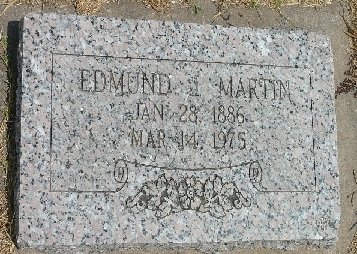 EDMUND J. MARTIN
JAN. 28, 1886
MAR. 14, 1975